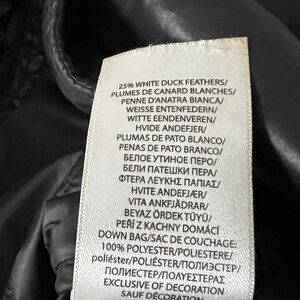 25% WHITE DUCK FEATHERS/
PLUMES DE CANARD BLANCHES/
PENNE D'ANATRA BIANCA/
WEISSE ENTENFEDERN/
WITTE EENDENVEREN/
HVIDE ANDEFJER/
PLUMAS DE PATO BLANCO/
PENAS DE PATO BRANCO/
БЕЛОЕ УТИНОЕ ПЕРО/
БЕЛИ ПАТЕШКИ ПЕРА/
ΦΤΕΡΑ ΛΕΥΚΗΣ ΠΑΠΙΑΣ/
HVITE ANDEFJÆR/
VITA ANKFJÄDRAR/
BEYAZ ÖRDEK TÜYÜ/
PEŘÍ Z KACHNY DOMÁCÍ
DOWN BAG/SAC DE COUCHAGE:
100% POLYESTER/POLIESTERE/
poliéster/POLIÉSTER/ПОЛИЭСТЕР/
ПОЛИЕСТЕР/ΠΟΛΥΕΣΤΕΡΑΣ
EXCLUSIVE OF DECORATION
SAUF DÉCORATION